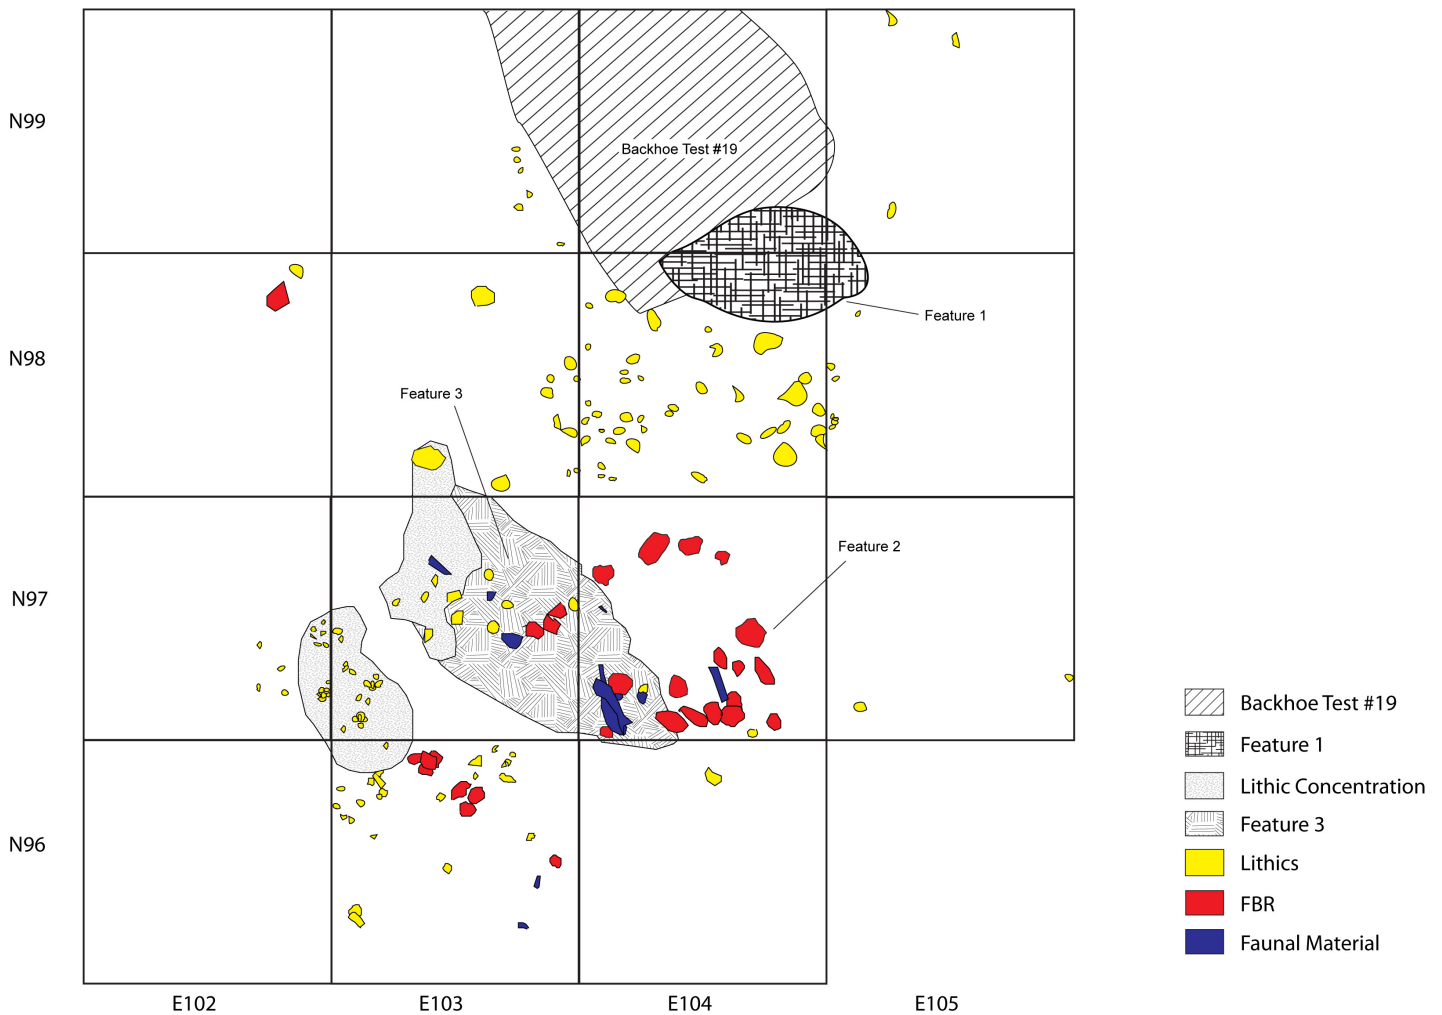 N99
Backhoe Test #19
Feature 1
N98
Feature 3
Feature 2
N97
N96
E102
E103
E104
E105
Backhoe Test #19
Feature 1
Lithic Concentration
Feature 3
Lithics
FBR
Faunal Material